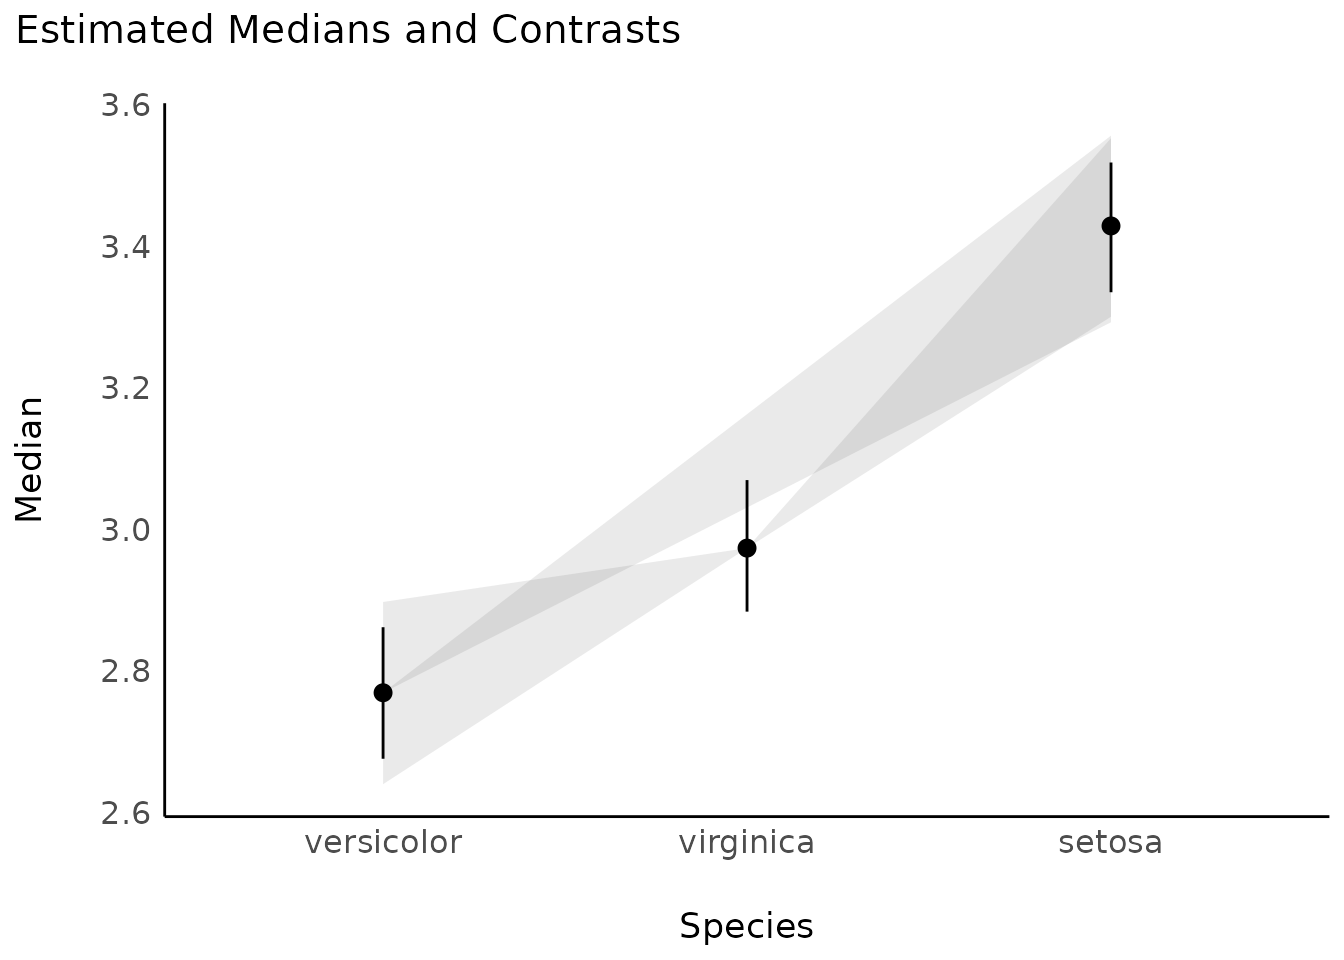 Estimated Medians and Contrasts
3.6
3.4
3.2
3.0
2.8
2.6
Median
versicolor virginica setosa
Species